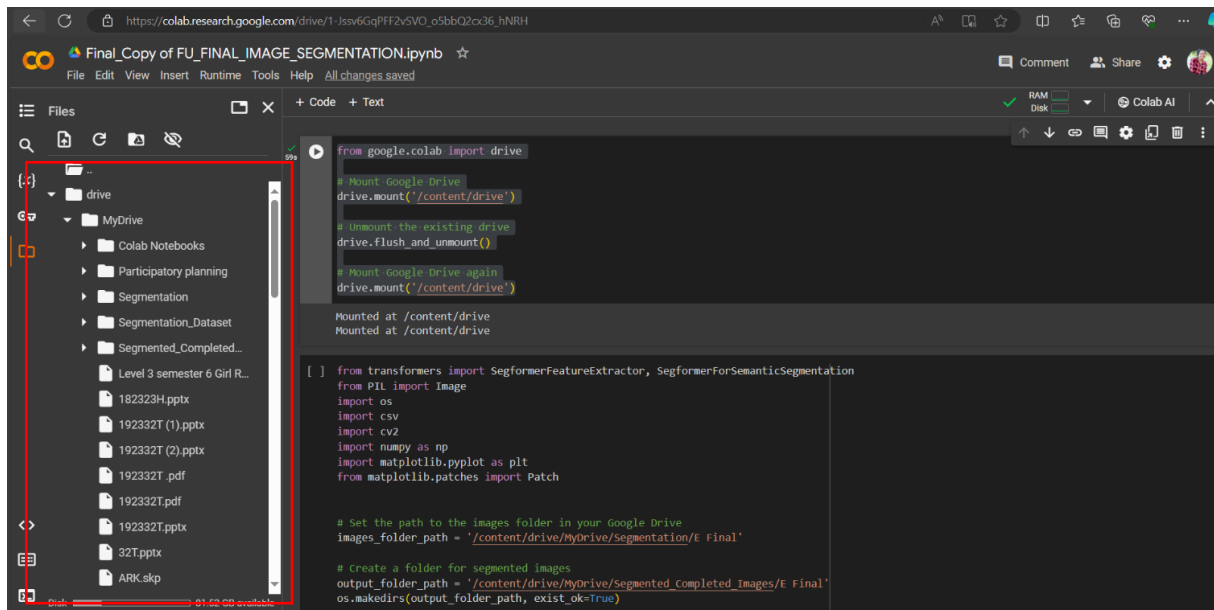 https://colab.research.google.com/drive/1-Jssv6GqPFF2vSVO_o5bbQ2cx36_hNRH
Final_Copy of FU_FINAL_IMAGE_SEGMENTATION.ipynb
File Edit View Insert Runtime Tools Help All changes saved
Comment Share
Files
+ Code + Text
RAM
Disk
Colab AI
..
drive
MyDrive
Colab Notebooks
Participatory planning
Segmentation
Segmentation_Dataset
Segmented_Completed...
Level 3 semester 6 Girl R...
182323H.pptx
192332T (1).pptx
192332T (2).pptx
192332T .pdf
192332T.pdf
192332T.pptx
32T.pptx
ARK.skp
Disk 81.52 GB available
59s
from google.colab import drive
# Mount Google Drive
drive.mount('/content/drive')
# Unmount the existing drive
drive.flush_and_unmount()
# Mount Google Drive again
drive.mount('/content/drive')
Mounted at /content/drive
Mounted at /content/drive
[ ] from transformers import SegformerFeatureExtractor, SegformerForSemanticSegmentation
from PIL import Image
import os
import csv
import cv2
import numpy as np
import matplotlib.pyplot as plt
from matplotlib.patches import Patch
# Set the path to the images folder in your Google Drive
images_folder_path = '/content/drive/MyDrive/Segmentation/E Final'
# Create a folder for segmented images
output_folder_path = '/content/drive/MyDrive/Segmented_Completed_Images/E Final'
os.makedirs(output_folder_path, exist_ok=True)